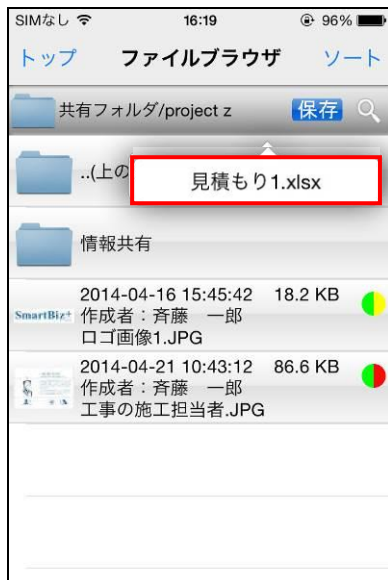 SIMなし 16:19 96%
トップ ファイルブラウザ ソート
共有フォルダ/project z 保存
..(上の
見積もり1.xlsx
情報共有
2014-04-16 15:45:42 18.2 KB
SmartBiz+ 作成者:斉藤 一郎
ロゴ画像1.JPG
2014-04-21 10:43:12 86.6 KB
作成者:斉藤 一郎
工事の施工担当者.JPG